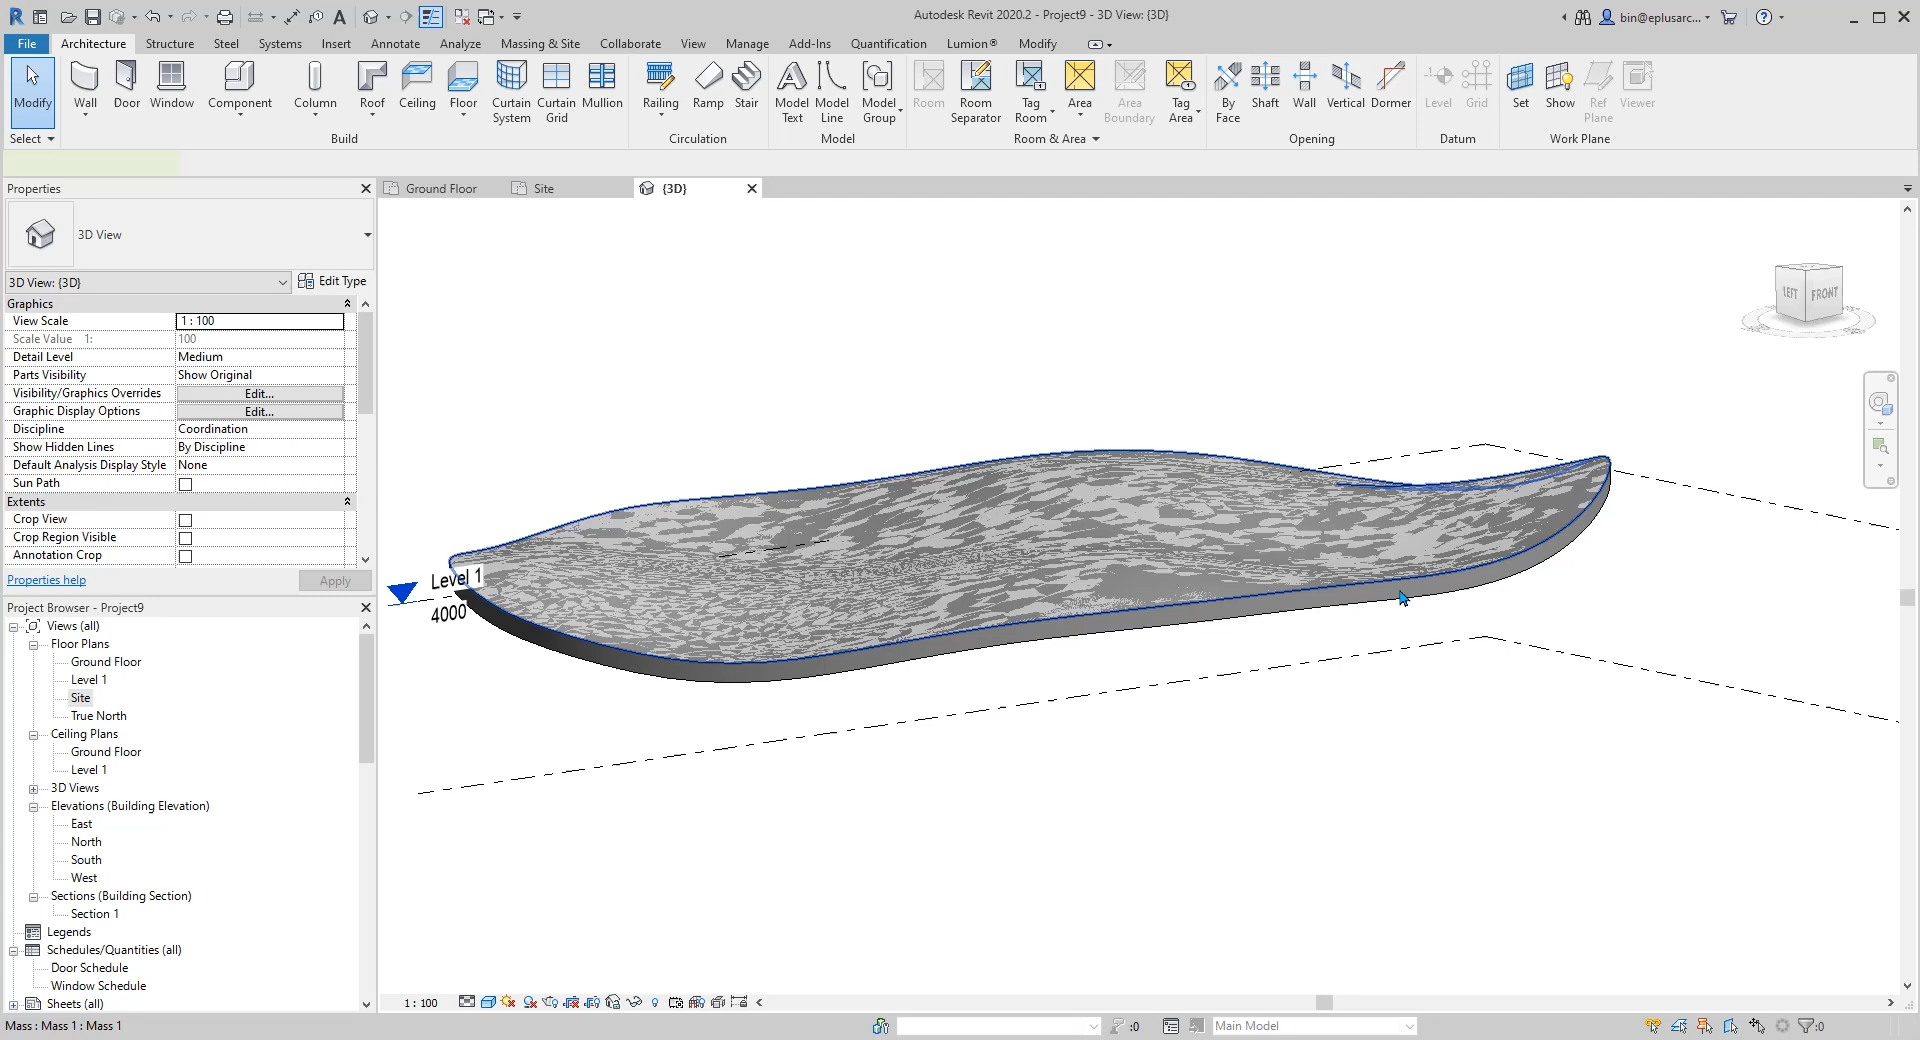 Autodesk Revit 2020.2 - Project9 - 3D View: {3D}
bin@eplusarc...
File Architecture Structure Steel Systems Insert Annotate Analyze Massing & Site Collaborate View Manage Add-Ins Quantification Lumion® Modify
Modify
Wall
Door
Window
Component
Column
Roof
Ceiling
Floor
Curtain System
Curtain Grid
Mullion
Railing
Ramp
Stair
Model Text
Model Line
Model Group
Room
Room Separator
Tag Room
Area
Area Boundary
Tag Area
By Face
Shaft
Wall
Vertical
Dormer
Level
Grid
Set
Show
Ref Plane
Viewer
Select Build Circulation Model Room & Area Opening Datum Work Plane
Properties
Ground Floor Site {3D}
3D View
3D View: {3D} Edit Type
Graphics
View Scale 1 : 100
Scale Value 1: 100
Detail Level Medium
Parts Visibility Show Original
Visibility/Graphics Overrides Edit...
Graphic Display Options Edit...
Discipline Coordination
Show Hidden Lines By Discipline
Default Analysis Display Style None
Sun Path
Extents
Crop View
Crop Region Visible
Annotation Crop
Properties help Apply
Project Browser - Project9
Views (all)
Floor Plans
Ground Floor
Level 1
Site
True North
Ceiling Plans
Ground Floor
Level 1
3D Views
Elevations (Building Elevation)
East
North
South
West
Sections (Building Section)
Section 1
Legends
Schedules/Quantities (all)
Door Schedule
Window Schedule
Sheets (all)
LEFT FRONT
Level 1
4000
1 : 100
Mass : Mass 1 : Mass 1
:0
Main Model
:0